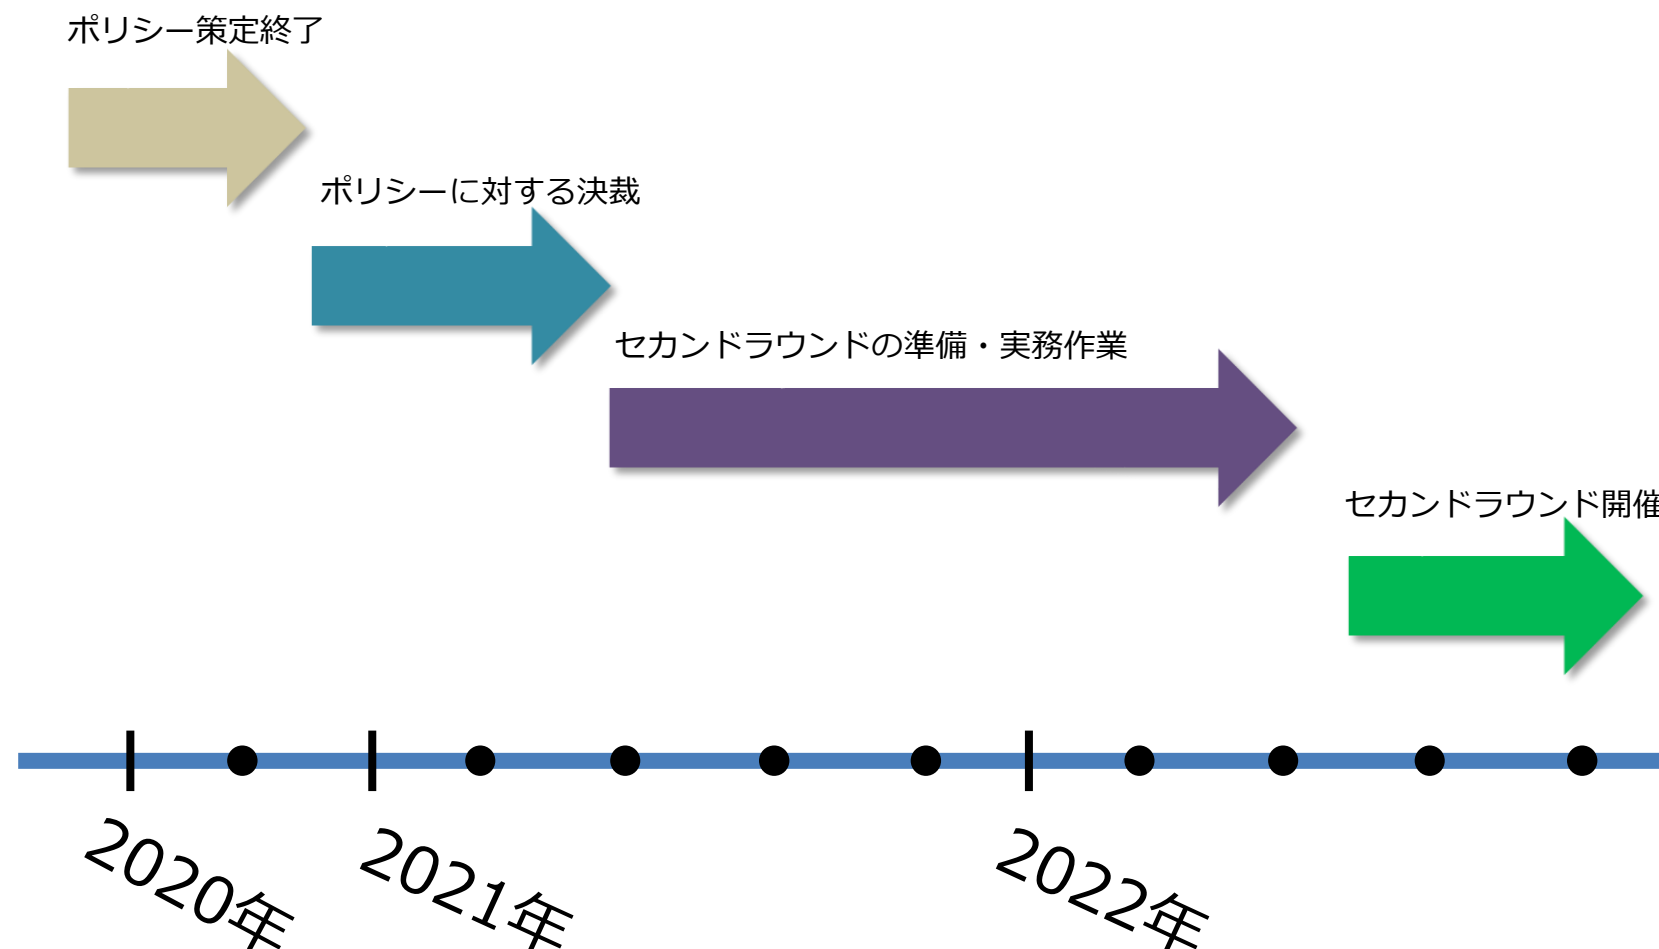 ポリシー策定終了
ポリシーに対する決裁
セカンドラウンドの準備・実務作業
セカンドラウンド開催
2020年
2021年
2022年